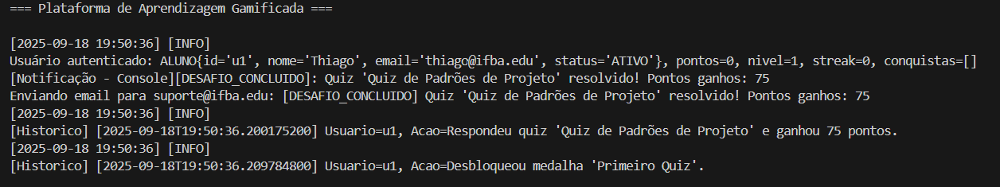 === Plataforma de Aprendizagem Gamificada ===
[2025-09-18 19:50:36] [INFO]
Usuário autenticado: ALUNO{id='u1', nome='Thiago', email='thiago@ifba.edu', status='ATIVO'}, pontos=0, nivel=1, streak=0, conquistas=[]
[Notificação - Console][DESAFIO_CONCLUIDO]: Quiz 'Quiz de Padrões de Projeto' resolvido! Pontos ganhos: 75
Enviando email para suporte@ifba.edu: [DESAFIO_CONCLUIDO] Quiz 'Quiz de Padrões de Projeto' resolvido! Pontos ganhos: 75
[2025-09-18 19:50:36] [INFO]
[Historico] [2025-09-18T19:50:36.200175200] Usuario=u1, Acao=Respondeu quiz 'Quiz de Padrões de Projeto' e ganhou 75 pontos.
[2025-09-18 19:50:36] [INFO]
[Historico] [2025-09-18T19:50:36.209784800] Usuario=u1, Acao=Desbloqueou medalha 'Primeiro Quiz'.